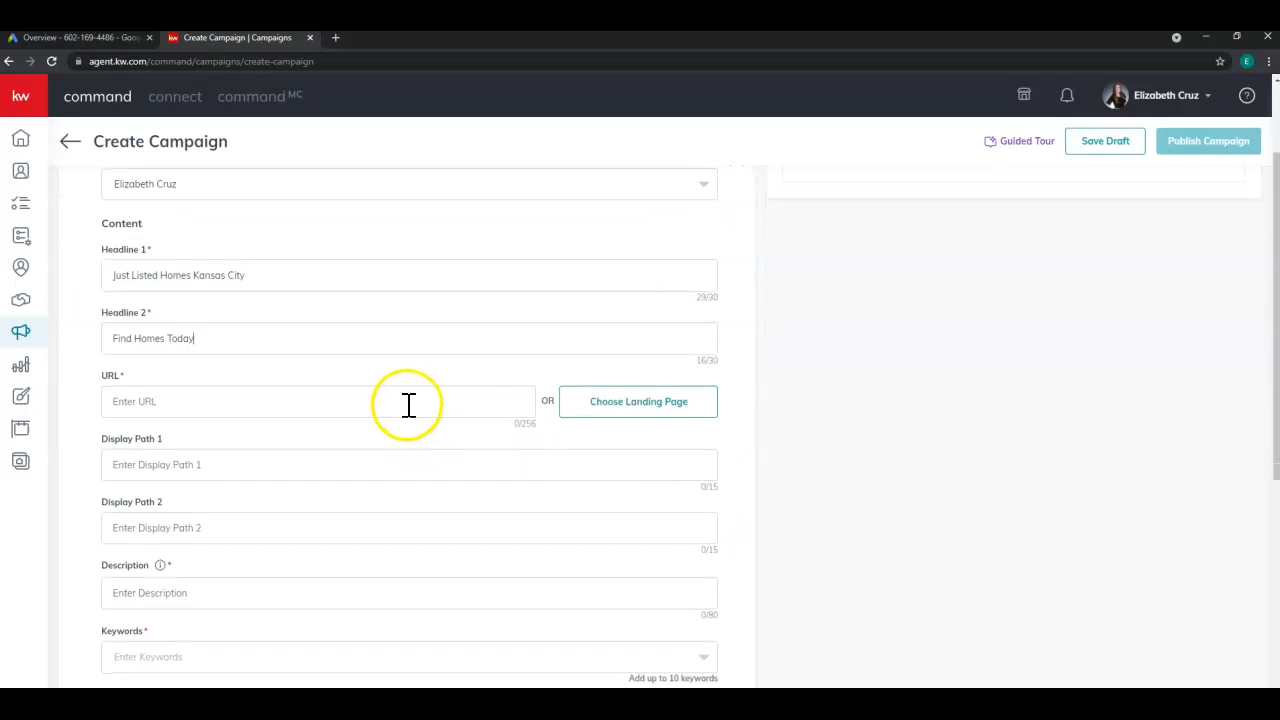 Overview - 602-169-4486 - Goo
Create Campaign | Campaigns
agent.kw.com/command/campaigns/create-campaign
E
kw
command
connect
command MC
Elizabeth Cruz
Create Campaign
Guided Tour
Save Draft
Publish Campaign
Elizabeth Cruz
Content
Headline 1*
Just Listed Homes Kansas City
29/30
Headline 2*
Find Homes Today
16/30
URL*
Enter URL
OR
Choose Landing Page
0/256
Display Path 1
Enter Display Path 1
0/15
Display Path 2
Enter Display Path 2
0/15
Description *
Enter Description
0/80
Keywords*
Enter Keywords
Add up to 10 keywords